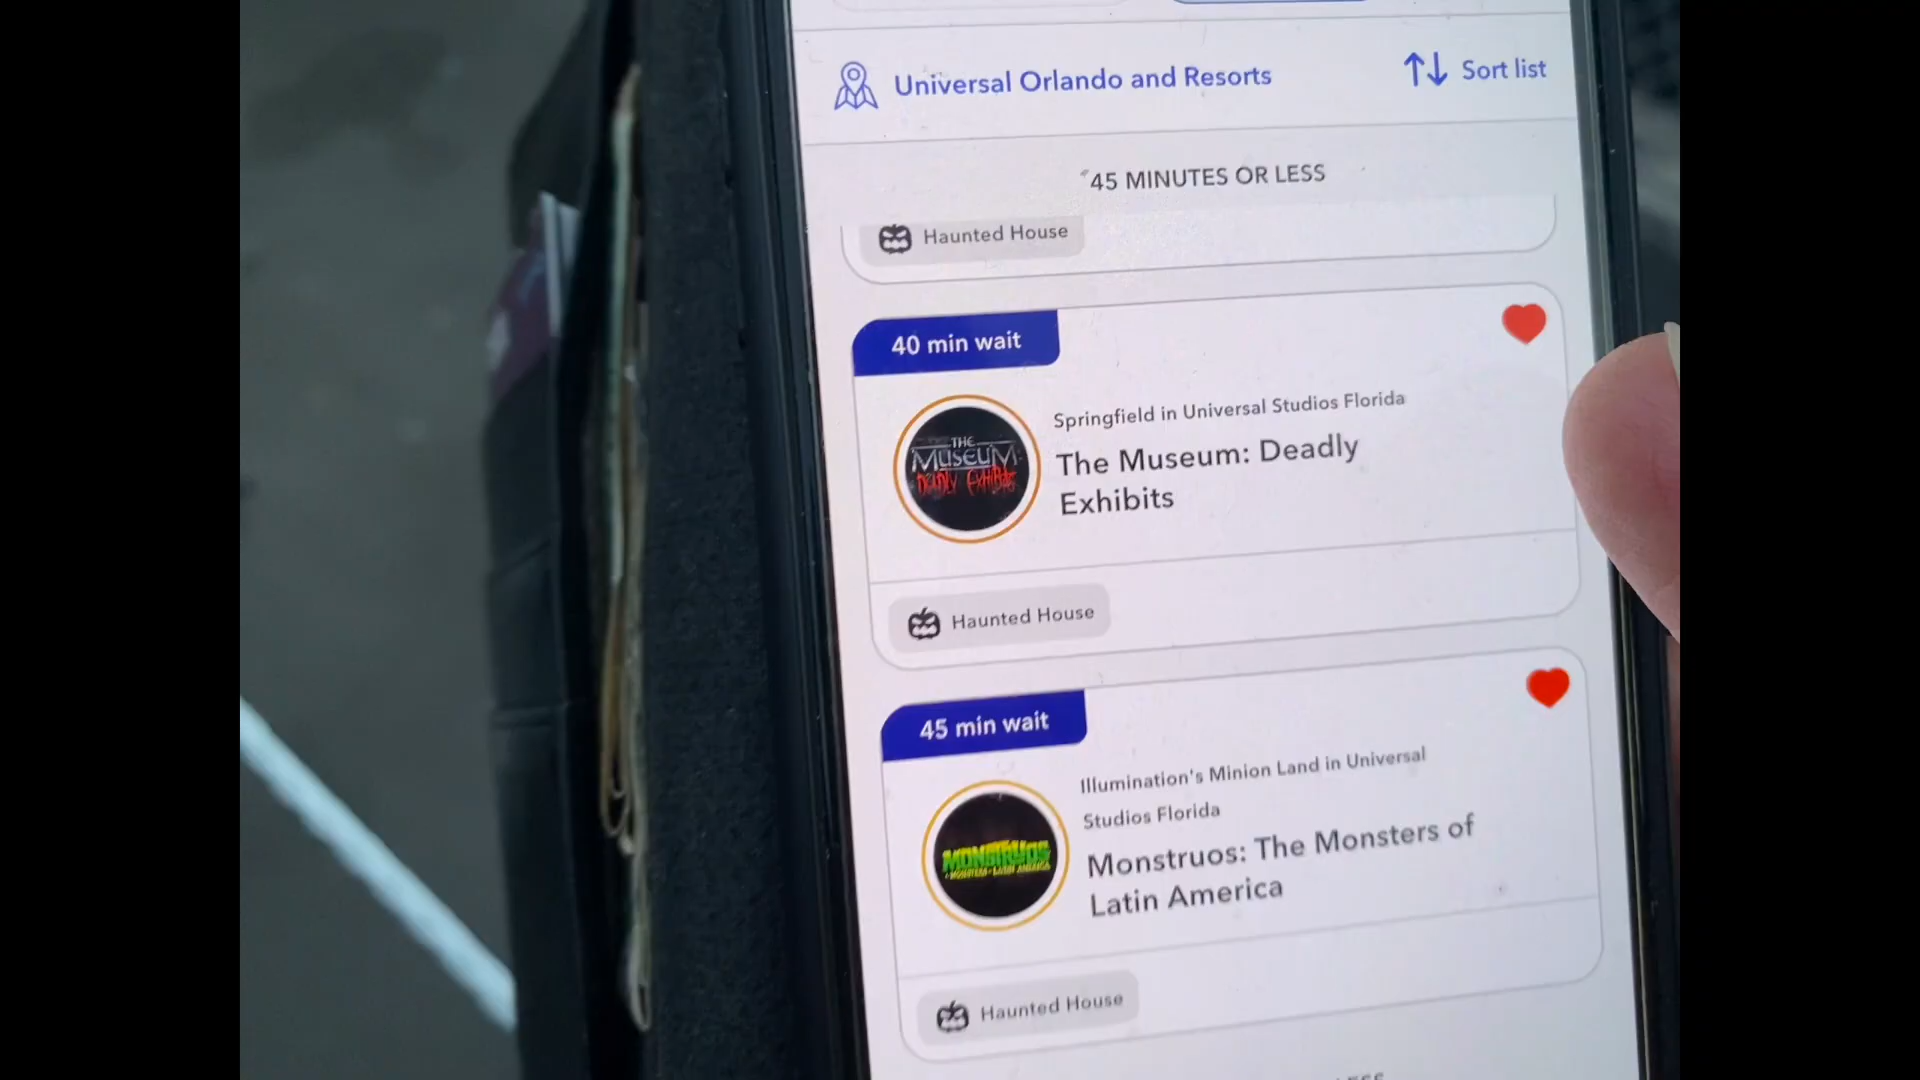 Universal Orlando and Resorts
Sort list
45 MINUTES OR LESS
Haunted House
40 min wait
Springfield in Universal Studios Florida
THE
MUSEUM
DEADLY EXHIBITS
The Museum: Deadly
Exhibits
Haunted House
45 min wait
Illumination's Minion Land in Universal
Studios Florida
MONSTRUOS
Monstruos: The Monsters of
Latin America
Haunted House